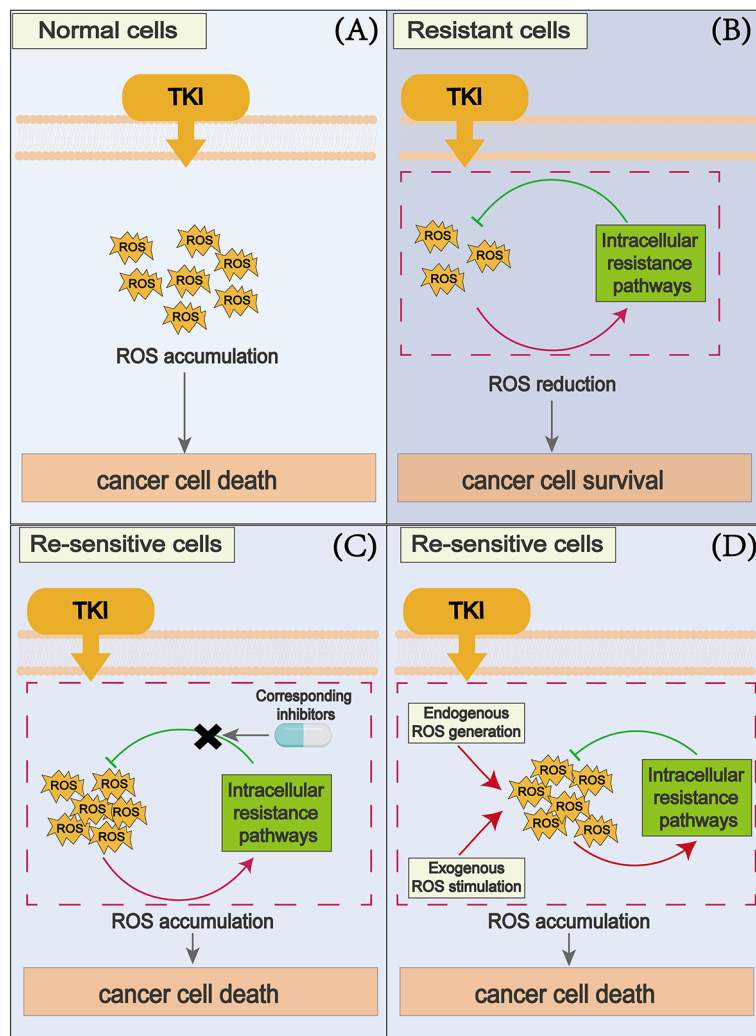 Normal cells
(A)
TKI
ROS
ROS
ROS
ROS
ROS
ROS
ROS
ROS accumulation
cancer cell death
Resistant cells
(B)
TKI
ROS
ROS
ROS
Intracellular
resistance
pathways
ROS reduction
cancer cell survival
Re-sensitive cells
(C)
TKI
Corresponding
inhibitors
ROS
ROS
ROS
ROS
ROS
ROS
Intracellular
resistance
pathways
ROS accumulation
cancer cell death
Re-sensitive cells
(D)
TKI
Endogenous
ROS generation
Exogenous
ROS stimulation
ROS
ROS
ROS
ROS
ROS
ROS
Intracellular
resistance
pathways
ROS accumulation
cancer cell death